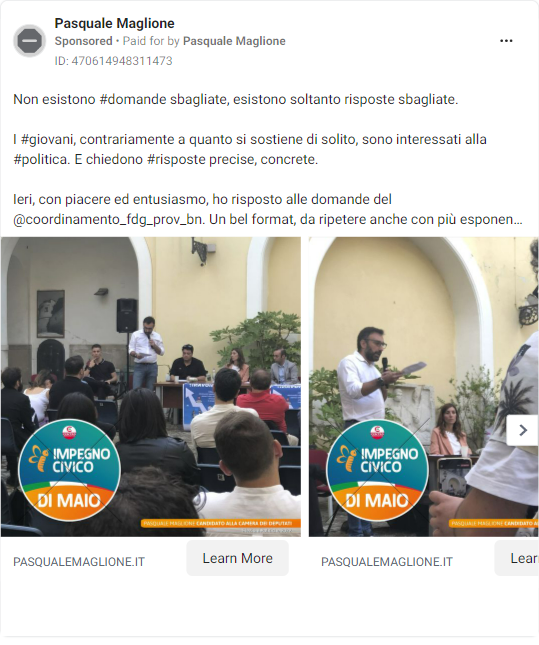 Pasquale Maglione
Sponsored • Paid for by Pasquale Maglione
ID: 470614948311473
Non esistono #domande sbagliate, esistono soltanto risposte sbagliate.
I #giovani, contrariamente a quanto si sostiene di solito, sono interessati alla
#politica. E chiedono #risposte precise, concrete.
Ieri, con piacere ed entusiasmo, ho risposto alle domande del
@coordinamento_fdg_prov_bn. Un bel format, da ripetere anche con più esponen...
IMPEGNO
CIVICO
DI MAIO
PASQUALE MAGLIONE CANDIDATO ALLA CAMERA DEI DEPUTATI
IMPEGNO
CIVICO
DI MAIO
PASQUALE MAGLIONE CANDIDATO A
PASQUALEMAGLIONE.IT
Learn More
PASQUALEMAGLIONE.IT
Lear